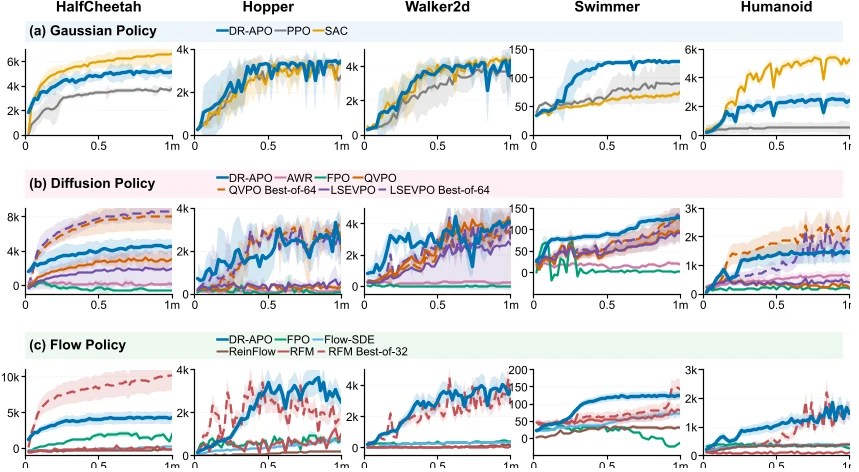 HalfCheetah Hopper Walker2d Swimmer Humanoid
(a) Gaussian Policy DR-APO PPO SAC
6k 4k 4k 150 6k
4k 2k 2k 100 4k
2k 50 2k
0 0 0 0 0
0 0.5 1m 0 0.5 1m 0 0.5 1m 0 0.5 1m 0 0.5 1m
(b) Diffusion Policy DR-APO AWR FPO QVPO
QVPO Best-of-64 LSEVPO LSEVPO Best-of-64
8k 4k 4k 150 3k
4k 2k 2k 100 2k
50 1k
0 0 0 0 0
0 0.5 1m 0 0.5 1m 0 0.5 1m 0 0.5 1m 0 0.5 1m
(c) Flow Policy DR-APO FPO Flow-SDE
ReinFlow RFM RFM Best-of-32
10k 4k 4k 200 3k
5k 2k 2k 150 2k
100
50 1k
0 0 0 0 0
0 0.5 1m 0 0.5 1m 0 0.5 1m 0 0.5 1m 0 0.5 1m